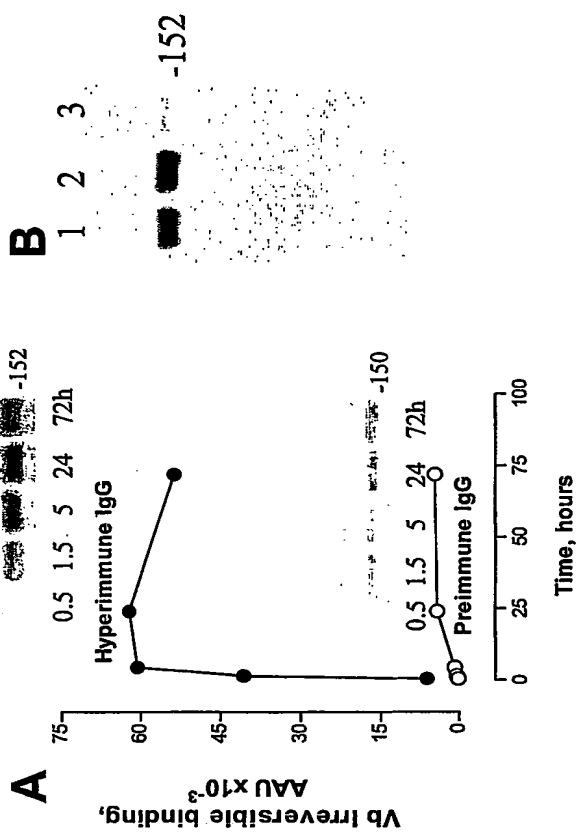 A
-152
0.5 1.5 5 24 72h
Hyperimmune IgG
-150
0.5 1.5 5 24 72h
Preimmune IgG
75
60
45
30
15
0
Vb irreversible binding,
AAU x10-3
0 25 50 75 100
Time, hours
B
1 2 3
-152